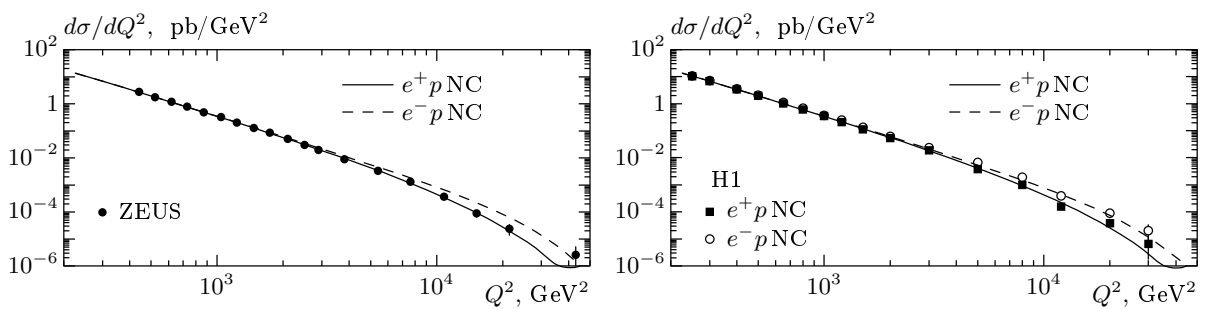 dσ/dQ², pb/GeV²
10²
1
10⁻²
10⁻⁴
10⁻⁶
e⁺p NC
e⁻p NC
ZEUS
10³
10⁴
Q², GeV²
dσ/dQ², pb/GeV²
10²
1
10⁻²
10⁻⁴
10⁻⁶
e⁺p NC
e⁻p NC
H1
e⁺p NC
e⁻p NC
10³
10⁴
Q², GeV²